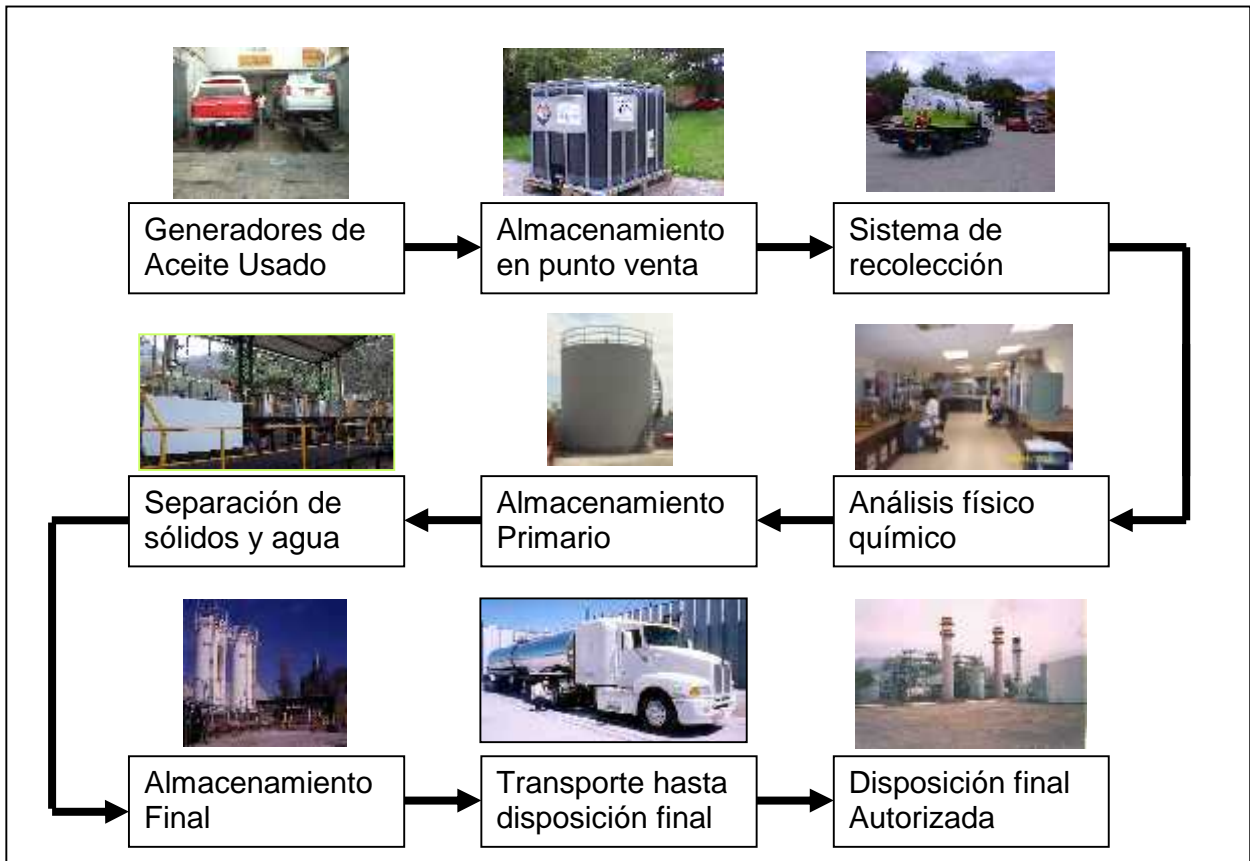 Generadores de
Aceite Usado
Almacenamiento
en punto venta
Sistema de
recolección
Análisis físico
químico
Almacenamiento
Primario
Separación de
sólidos y agua
Almacenamiento
Final
Transporte hasta
disposición final
Disposición final
Autorizada